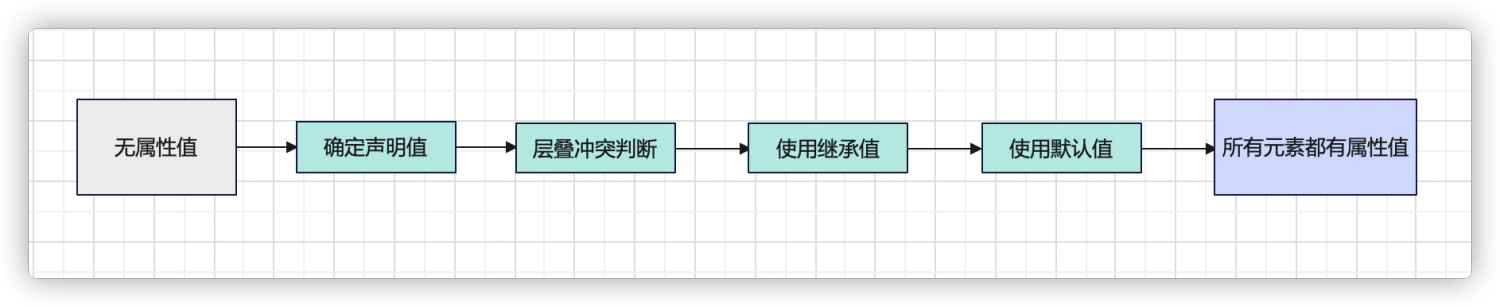 无属性值
确定声明值
层叠冲突判断
使用继承值
使用默认值
所有元素都有属性值